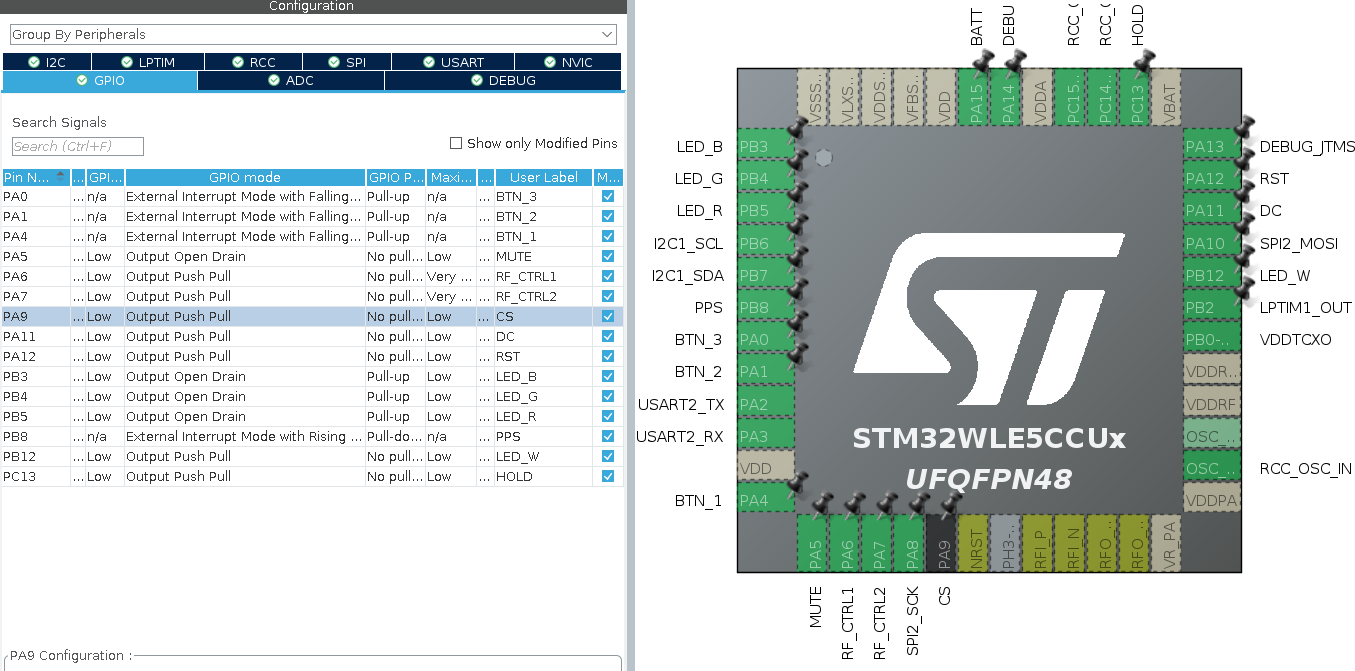 Configuration
Group By Peripherals
I2C LPTIM RCC SPI USART NVIC
GPIO ADC DEBUG
Search Signals
Search (Ctrl+F)
Show only Modified Pins
Pin N... ... GPI... GPIO mode GPIO P... Maxi... ... User Label M...
PA0 ... n/a External Interrupt Mode with Falling... Pull-up n/a ... BTN_3
PA1 ... n/a External Interrupt Mode with Falling... Pull-up n/a ... BTN_2
PA4 ... n/a External Interrupt Mode with Falling... Pull-up n/a ... BTN_1
PA5 ... Low Output Open Drain No pull... Low ... MUTE
PA6 ... Low Output Push Pull No pull... Very ... ... RF_CTRL1
PA7 ... Low Output Push Pull No pull... Very ... ... RF_CTRL2
PA9 ... Low Output Push Pull No pull... Low ... CS
PA11 ... Low Output Push Pull No pull... Low ... DC
PA12 ... Low Output Push Pull No pull... Low ... RST
PB3 ... Low Output Open Drain Pull-up Low ... LED_B
PB4 ... Low Output Open Drain Pull-up Low ... LED_G
PB5 ... Low Output Open Drain Pull-up Low ... LED_R
PB8 ... n/a External Interrupt Mode with Rising ... Pull-do... n/a ... PPS
PB12 ... Low Output Push Pull No pull... Low ... LED_W
PC13 ... Low Output Push Pull No pull... Low ... HOLD
PA9 Configuration :
BATT
DEBU
RCC_O
RCC_O
HOLD
VSSS..
VLXS...
VDDS..
VFBS..
VDD
PA15
PA14
VDDA
PC15..
PC14..
PC13
VBAT
LED_B PB3
LED_G PB4
LED_R PB5
I2C1_SCL PB6
I2C1_SDA PB7
PPS PB8
BTN_3 PA0
BTN_2 PA1
USART2_TX PA2
USART2_RX PA3
VDD
BTN_1 PA4
ST
STM32WLE5CCUx
UFQFPN48
PA13 DEBUG_JTMS
PA12 RST
PA11 DC
PA10 SPI2_MOSI
PB12 LED_W
PB2 LPTIM1_OUT
PB0-.. VDDTCXO
VDDR..
VDDRF
OSC_..
OSC_.. RCC_OSC_IN
VDDPA
PA5
PA6
PA7
PA8
PA9
NRST
PH3-..
RFI_P
RFI_N
RFO_..
RFO_..
VR_PA
MUTE
RF_CTRL1
RF_CTRL2
SPI2_SCK
CS